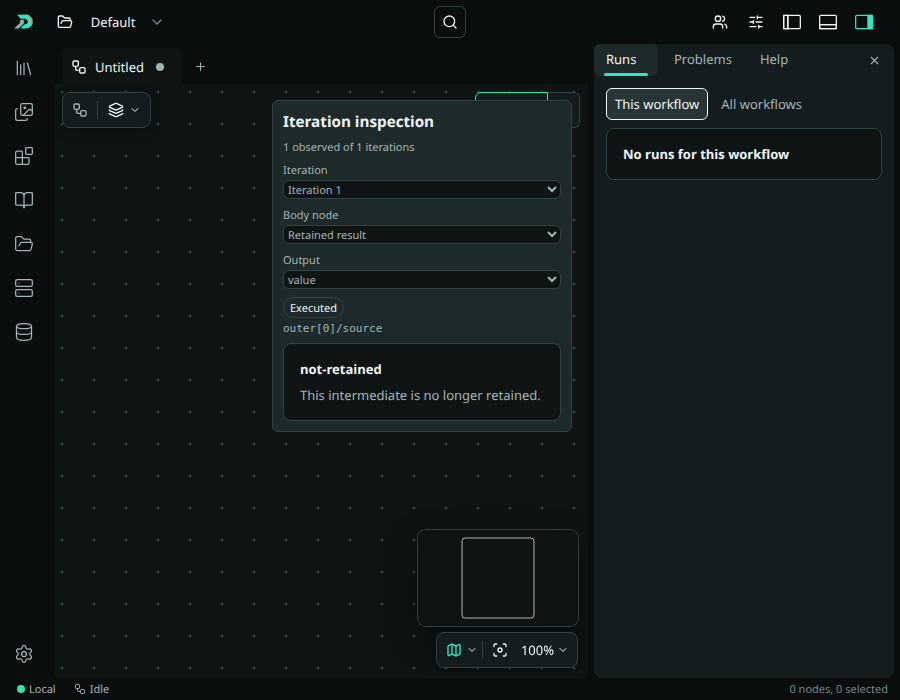 Default
Untitled
Iteration inspection
1 observed of 1 iterations
Iteration
Iteration 1
Body node
Retained result
Output
value
Executed
outer[0]/source
not-retained
This intermediate is no longer retained.
100%
Runs
Problems
Help
This workflow
All workflows
No runs for this workflow
Local
Idle
0 nodes, 0 selected